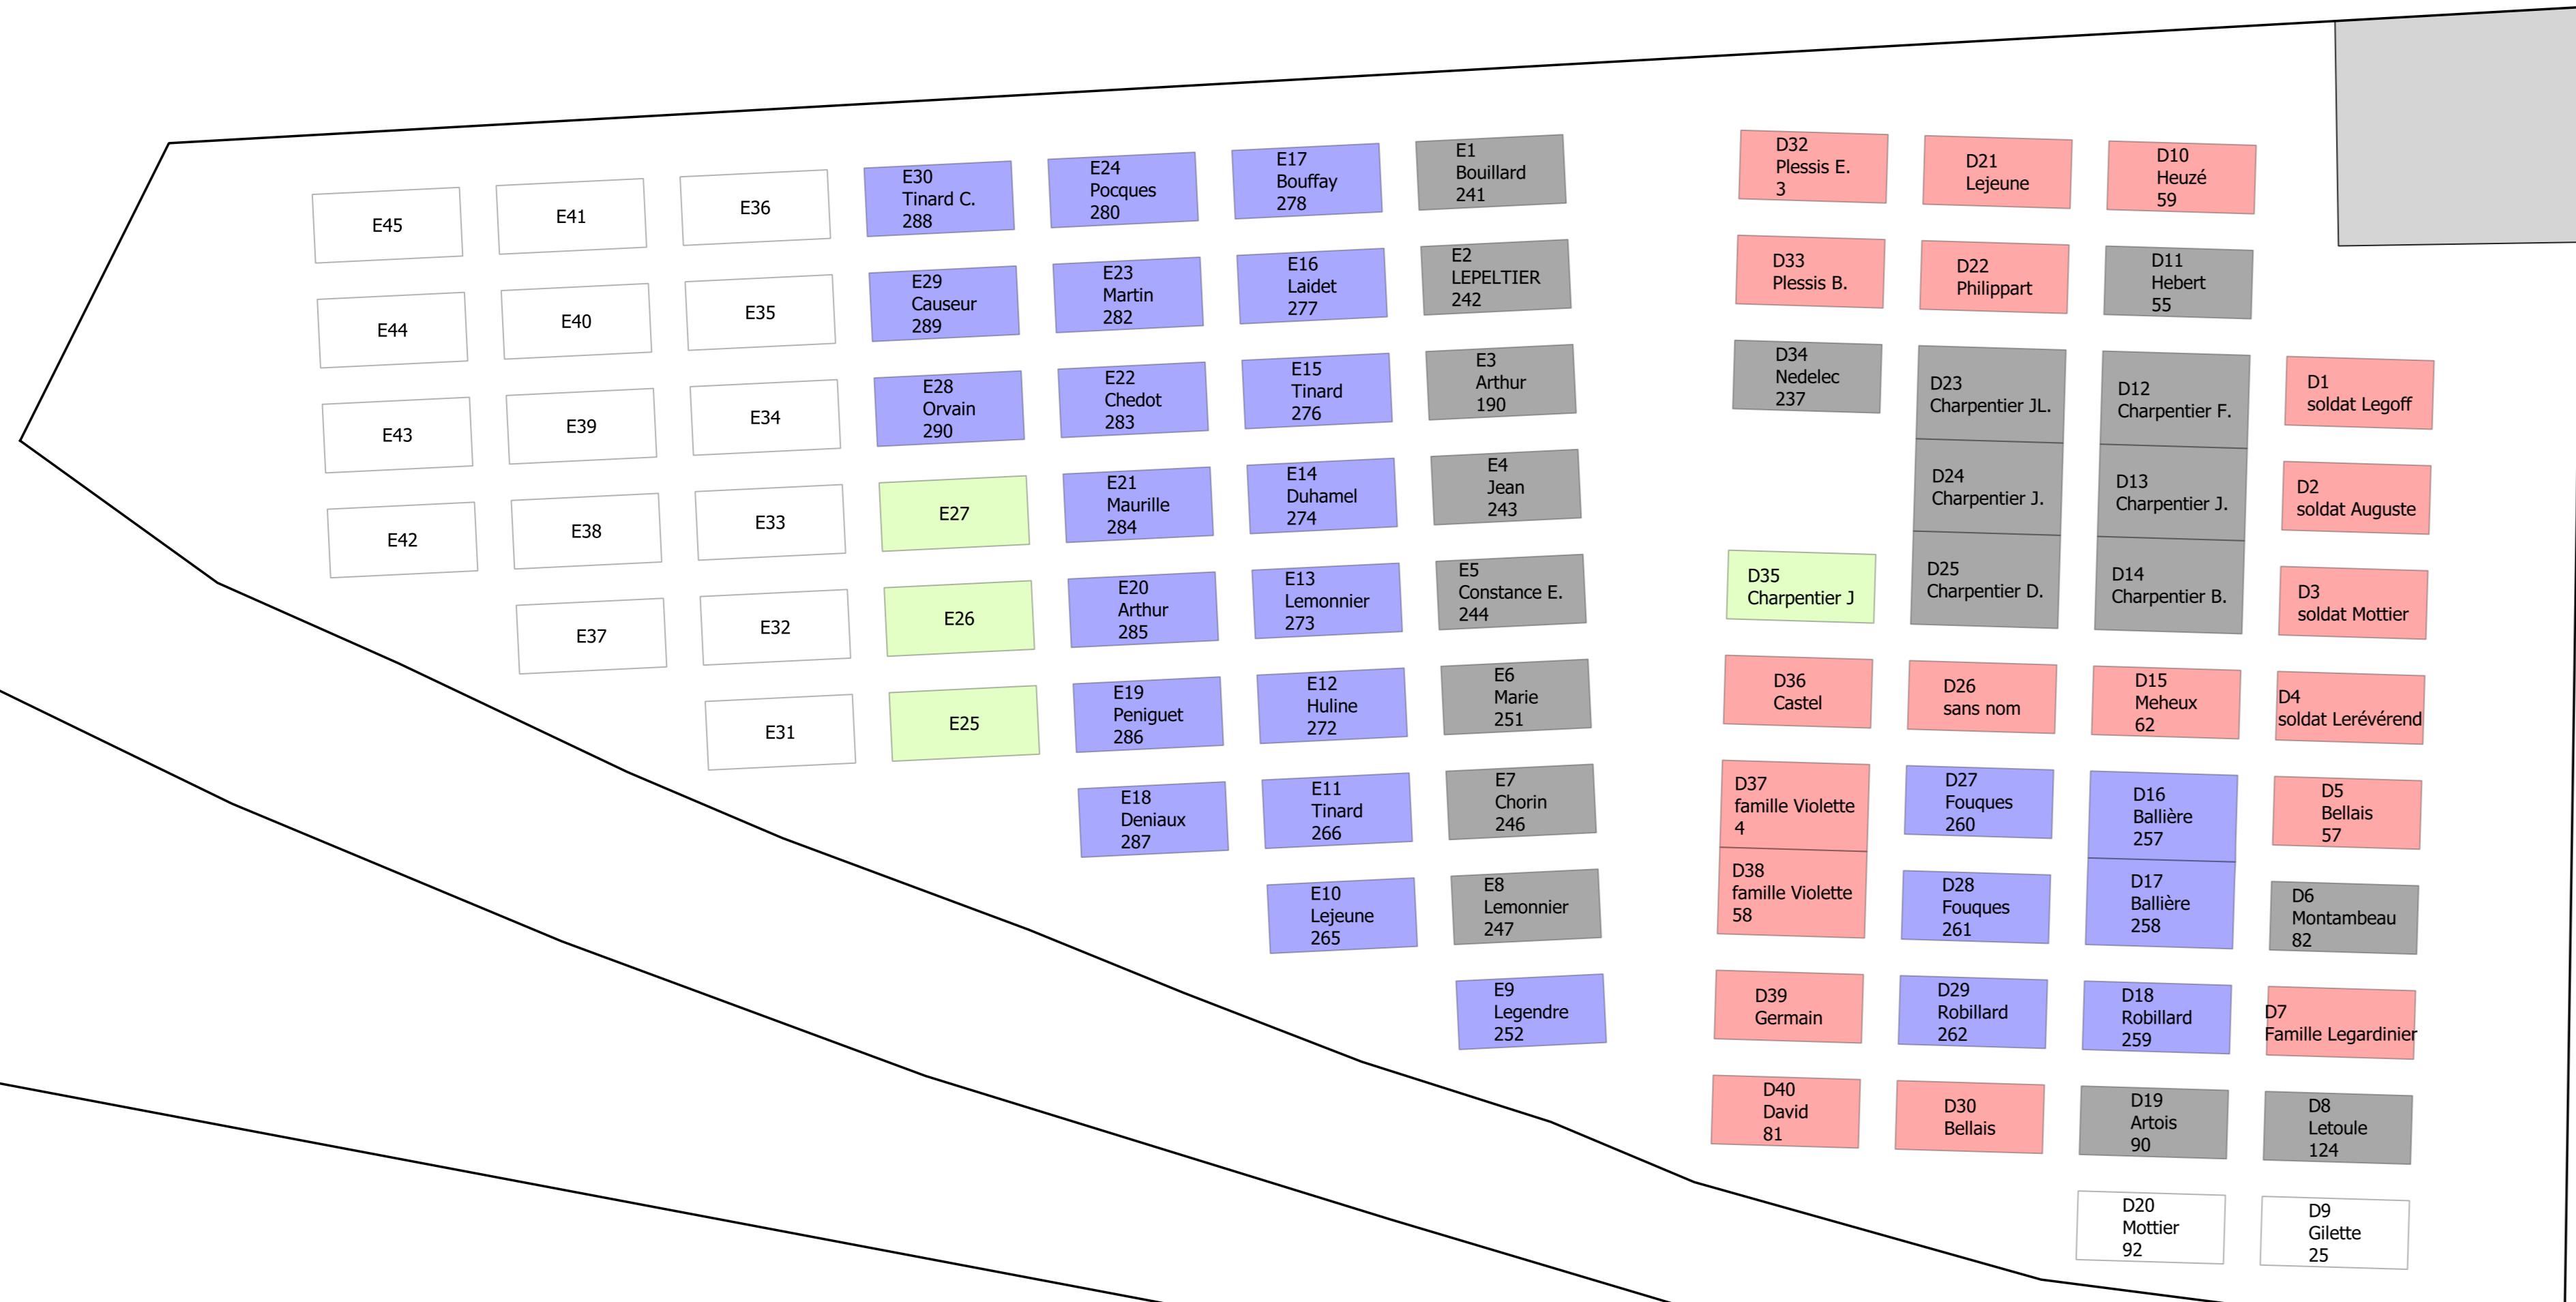 E45
E44
E43
E42
E41
E40
E39
E38
E37
E36
E35
E34
E33
E32
E31
E30
Tinard C.
288
E29
Causeur
289
E28
Orvain
290
E27
E26
E25
E24
Pocques
280
E23
Martin
282
E22
Chedot
283
E21
Maurille
284
E20
Arthur
285
E19
Peniguet
286
E18
Deniaux
287
E17
Bouffay
278
E16
Laidet
277
E15
Tinard
276
E14
Duhamel
274
E13
Lemonnier
273
E12
Huline
272
E11
Tinard
266
E10
Lejeune
265
E1
Bouillard
241
E2
LEPELTIER
242
E3
Arthur
190
E4
Jean
243
E5
Constance E.
244
E6
Marie
251
E7
Chorin
246
E8
Lemonnier
247
E9
Legendre
252
D32
Plessis E.
3
D33
Plessis B.
D34
Nedelec
237
D35
Charpentier J
D36
Castel
D37
famille Violette
4
D38
famille Violette
58
D39
Germain
D40
David
81
D21
Lejeune
D22
Philippart
D23
Charpentier JL.
D24
Charpentier J.
D25
Charpentier D.
D26
sans nom
D27
Fouques
260
D28
Fouques
261
D29
Robillard
262
D30
Bellais
D10
Heuzé
59
D11
Hebert
55
D12
Charpentier F.
D13
Charpentier J.
D14
Charpentier B.
D15
Meheux
62
D16
Ballière
257
D17
Ballière
258
D18
Robillard
259
D19
Artois
90
D20
Mottier
92
D1
soldat Legoff
D2
soldat Auguste
D3
soldat Mottier
D4
soldat Lerévérend
D5
Bellais
57
D6
Montambeau
82
D7
Famille Legardinier
D8
Letoule
124
D9
Gilette
25